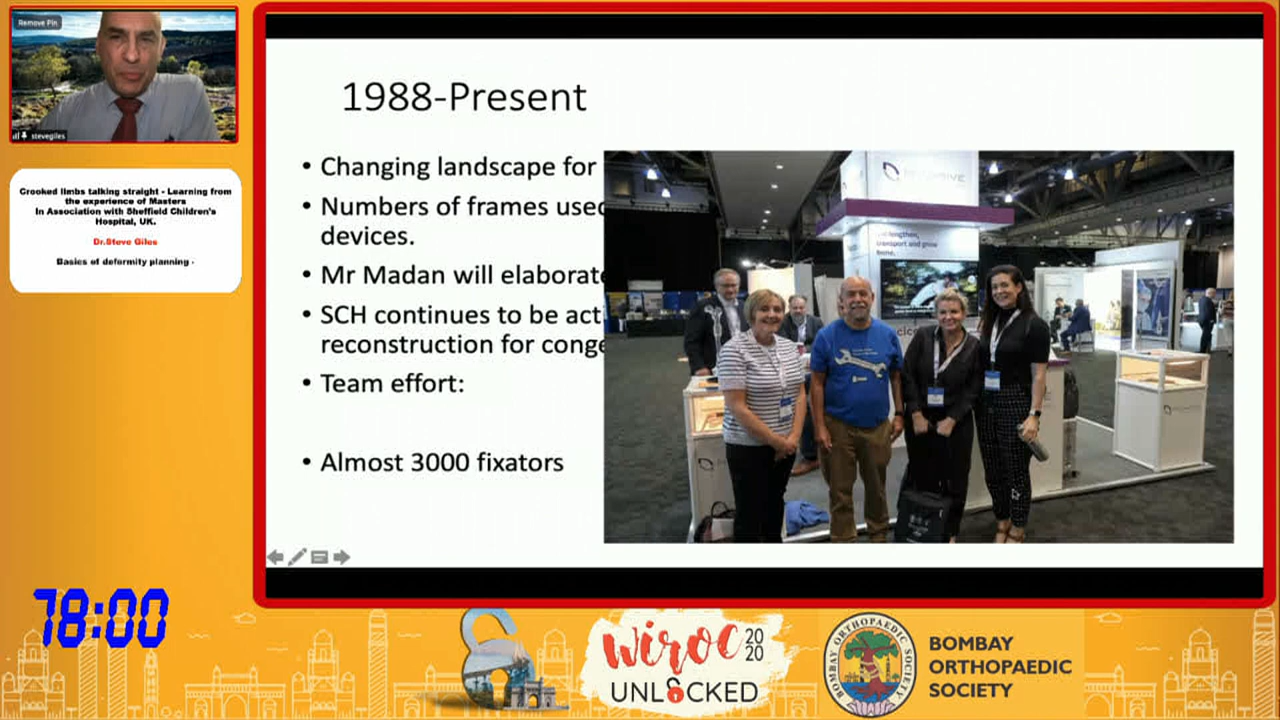 Remove Pin
stevegiles
Crooked limbs talking straight - Learning from
the experience of Masters
In Association with Sheffield Children's
Hospital, UK.
Dr.Steve Giles
Basics of deformity planning -
78:00
1988-Present
• Changing landscape for
• Numbers of frames used
devices.
• Mr Madan will elaborate
• SCH continues to be act
reconstruction for conge
• Team effort:
• Almost 3000 fixators
transport and grow
bone.
WIROC 20
20
UNLOCKED
BOMBAY ORTHOPAEDIC SOCIETY
BOMBAY
ORTHOPAEDIC
SOCIETY